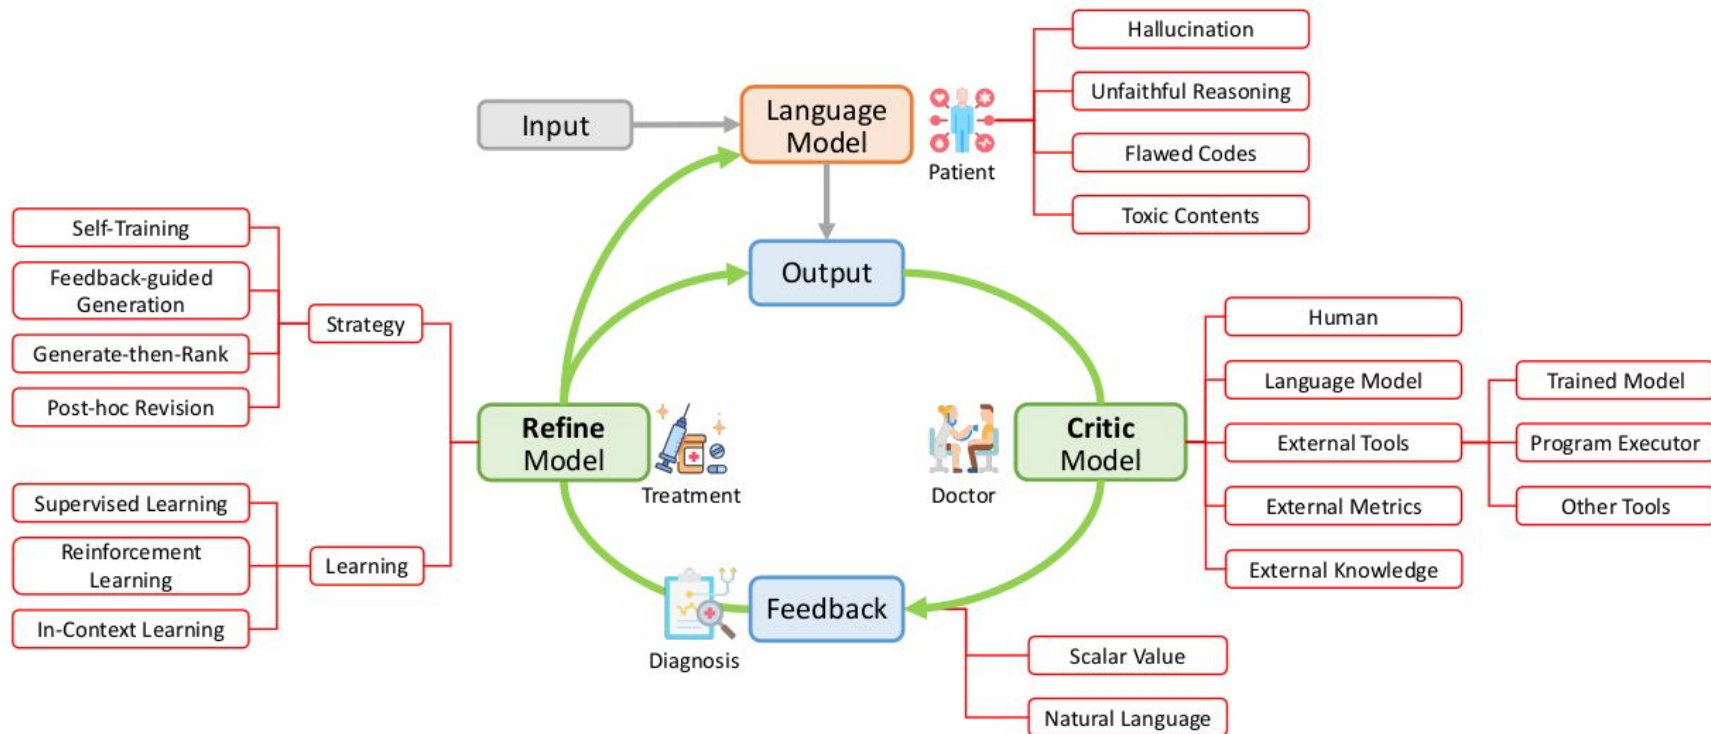 Hallucination
Input
Language
Model
Unfaithful Reasoning
Flawed Codes
Patient
Toxic Contents
Self-Training
Feedback-guided
Generation
Strategy
Generate-then-Rank
Post-hoc Revision
Output
Human
Language Model
Trained Model
External Tools
Program Executor
External Metrics
Other Tools
External Knowledge
Refine
Model
Treatment
Critic
Model
Doctor
Supervised Learning
Reinforcement
Learning
Learning
In-Context Learning
Feedback
Diagnosis
Scalar Value
Natural Language